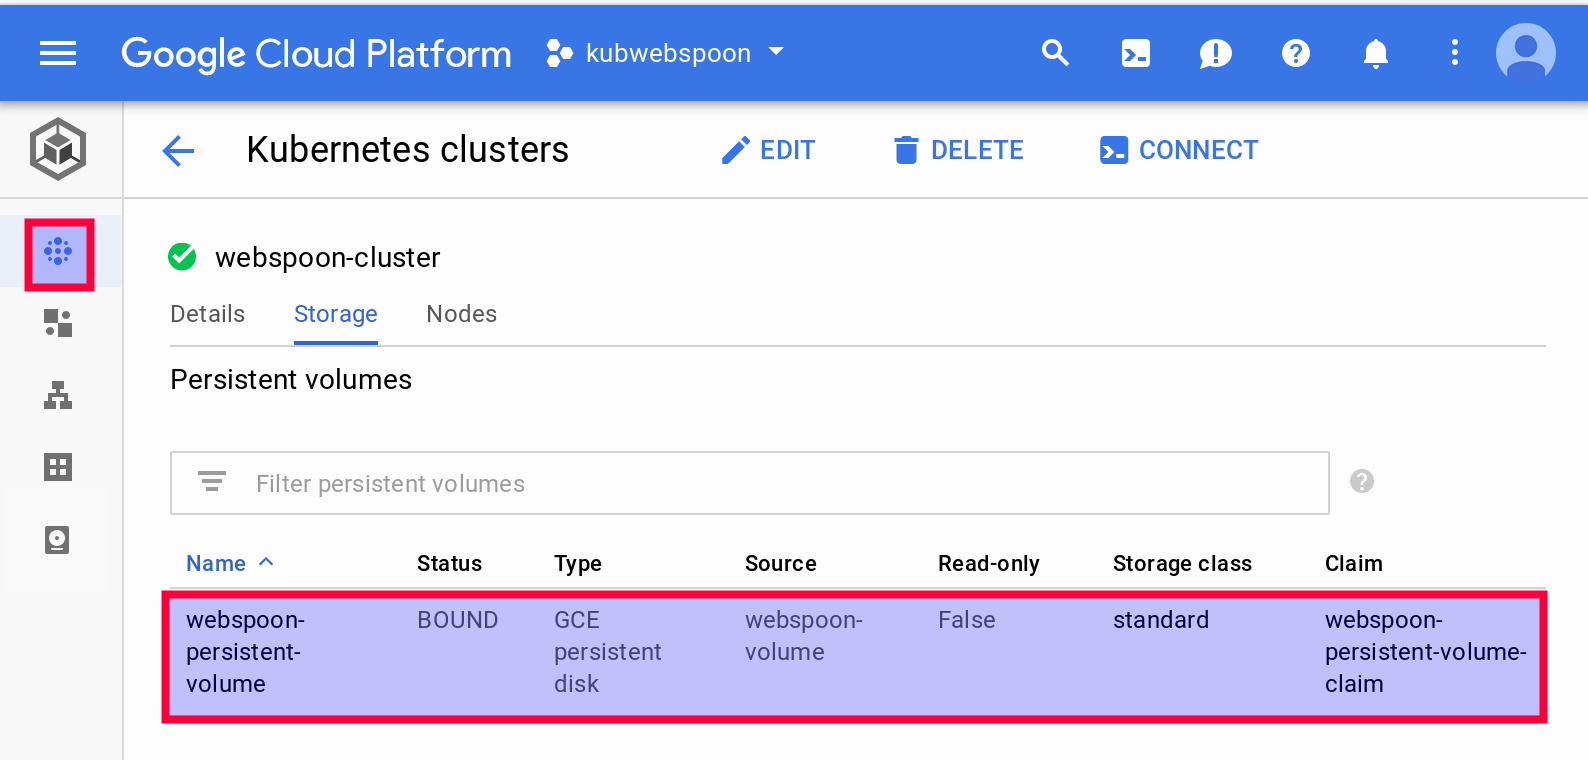 Google Cloud Platform kubwebspoon
Kubernetes clusters EDIT DELETE CONNECT
webspoon-cluster
Details Storage Nodes
Persistent volumes
Filter persistent volumes
Name Status Type Source Read-only Storage class Claim
webspoon- BOUND GCE webspoon- False standard webspoon-
persistent- persistent volume persistent-volume-
volume disk claim